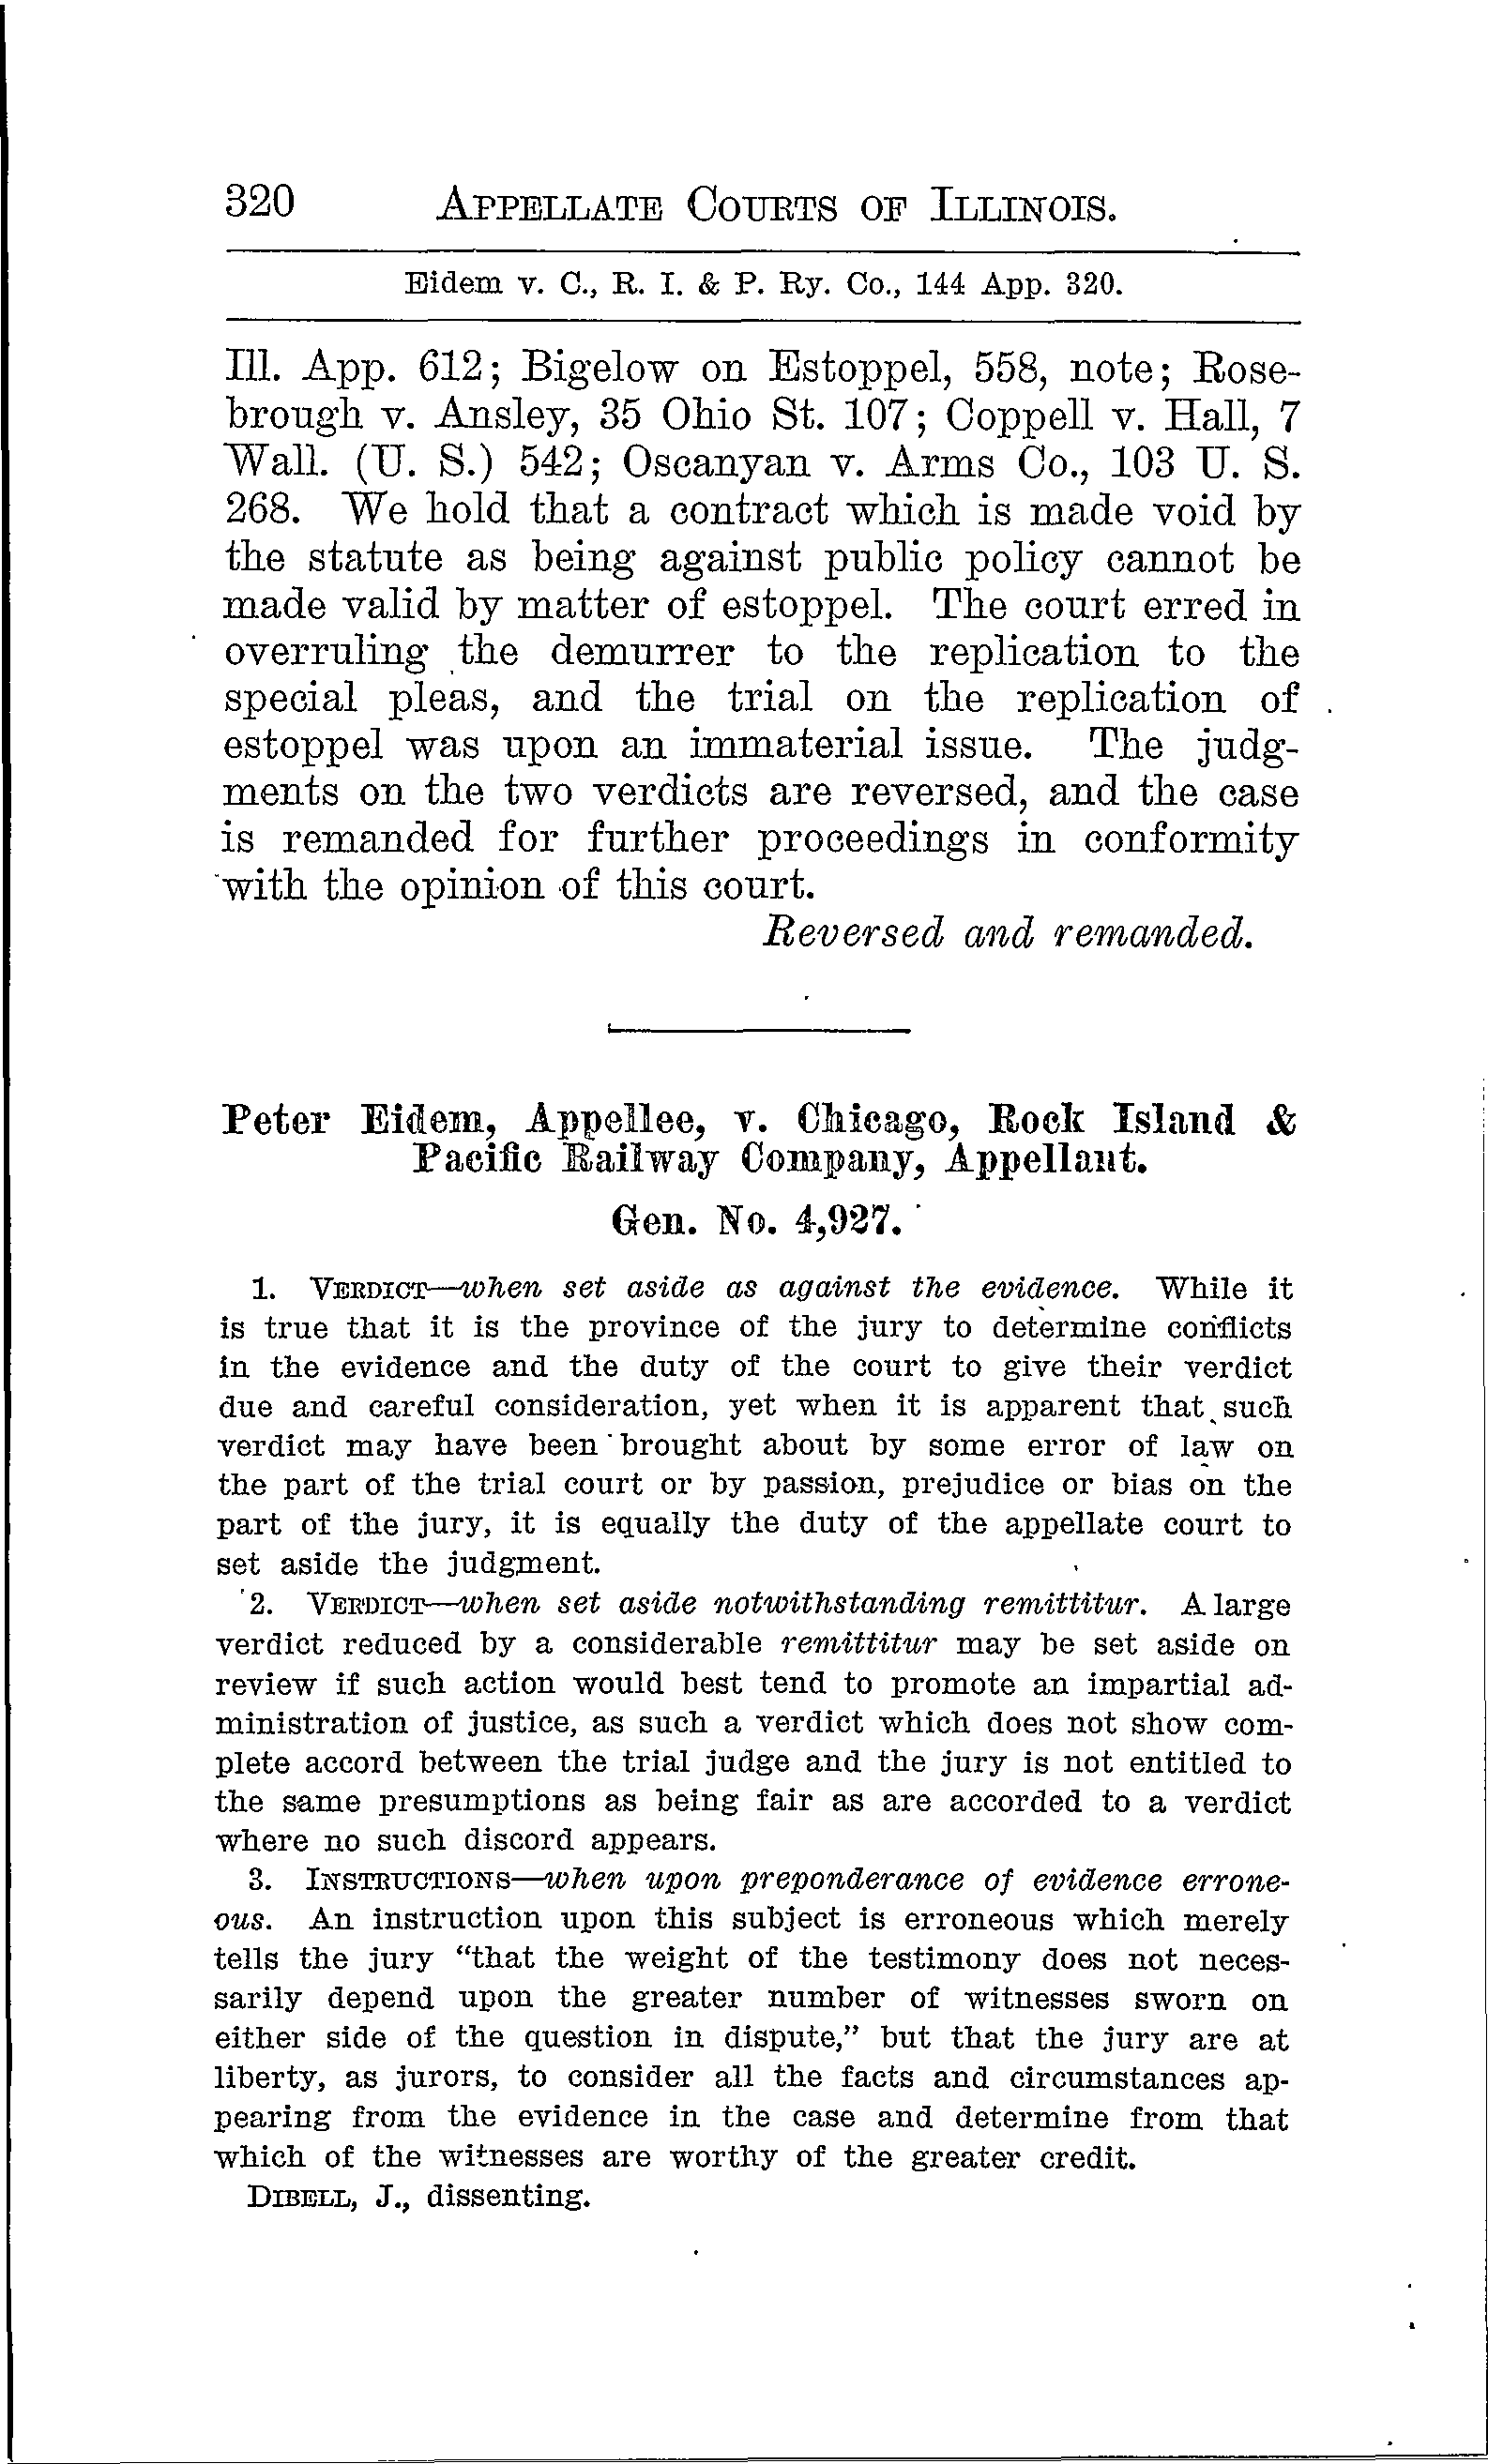 320 APPELLATE COURTS OF ILLINOIS.
Eidem v. C., R. I. & P. Ry. Co., 144 App. 320.
Ill. App. 612; Bigelow on Estoppel, 558, note; Rose-
brough v. Ansley, 35 Ohio St. 107; Coppell v. Hall, 7
Wall. (U. S.) 542; Oscanyan v. Arms Co., 103 U. S.
268. We hold that a contract which is made void by
the statute as being against public policy cannot be
made valid by matter of estoppel. The court erred in
overruling the demurrer to the replication to the
special pleas, and the trial on the replication of
estoppel was upon an immaterial issue. The judg-
ments on the two verdicts are reversed, and the case
is remanded for further proceedings in conformity
with the opinion of this court.
Reversed and remanded.
Peter Eidem, Appellee, v. Chicago, Rock Island &
Pacific Railway Company, Appellant.
Gen. No. 4,927.
1. VERDICT—when set aside as against the evidence. While it
is true that it is the province of the jury to determine conflicts
in the evidence and the duty of the court to give their verdict
due and careful consideration, yet when it is apparent that such
verdict may have been brought about by some error of law on
the part of the trial court or by passion, prejudice or bias on the
part of the jury, it is equally the duty of the appellate court to
set aside the judgment.
2. VERDICT—when set aside notwithstanding remittitur. A large
verdict reduced by a considerable remittitur may be set aside on
review if such action would best tend to promote an impartial ad-
ministration of justice, as such a verdict which does not show com-
plete accord between the trial judge and the jury is not entitled to
the same presumptions as being fair as are accorded to a verdict
where no such discord appears.
3. INSTRUCTIONS—when upon preponderance of evidence errone-
ous. An instruction upon this subject is erroneous which merely
tells the jury "that the weight of the testimony does not neces-
sarily depend upon the greater number of witnesses sworn on
either side of the question in dispute," but that the jury are at
liberty, as jurors, to consider all the facts and circumstances ap-
pearing from the evidence in the case and determine from that
which of the witnesses are worthy of the greater credit.
DIBELL, J., dissenting.